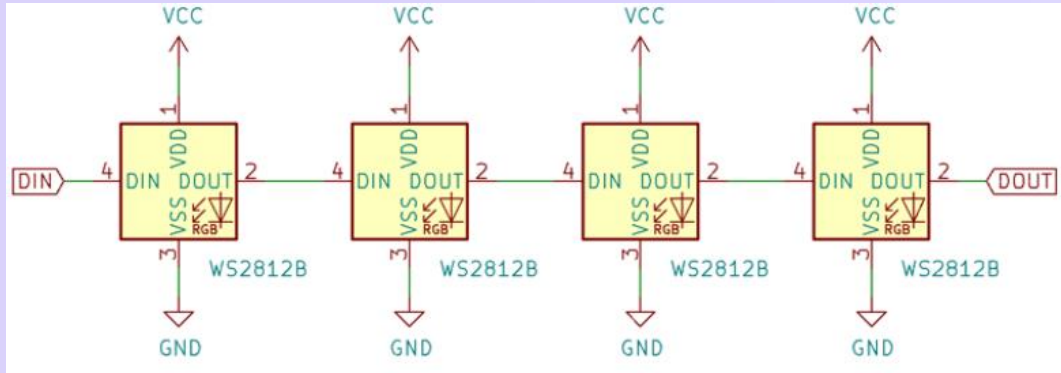 VCC VCC VCC VCC
1 1 1 1
DIN 4 DIN VDD DOUT VSS RGB 2 4 DIN VDD DOUT VSS RGB 2 4 DIN VDD DOUT VSS RGB 2 4 DIN VDD DOUT VSS RGB 2 DOUT
3 WS2812B 3 WS2812B 3 WS2812B 3 WS2812B
GND GND GND GND